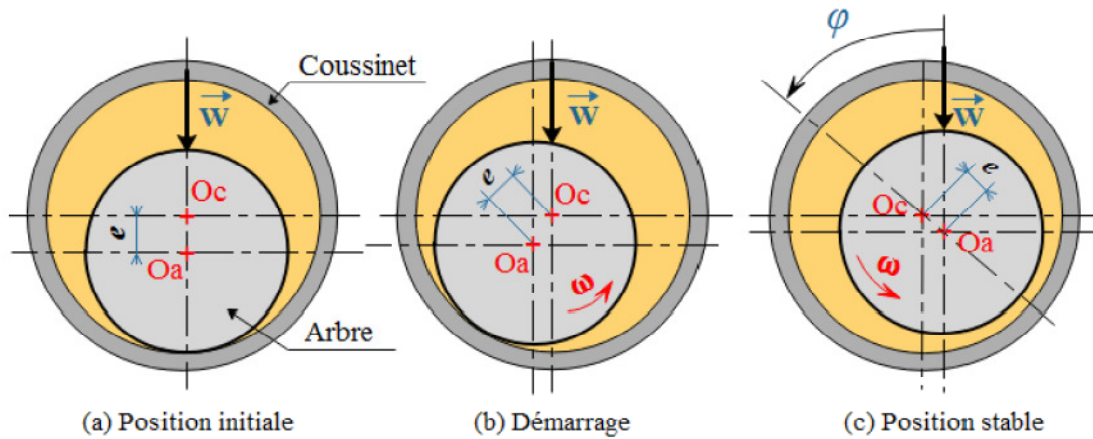 φ
Coussinet
W
W
W
e
Oc
Oa
e
Oc
Oa
ω
e
Oc
Oa
ω
Arbre
(a) Position initiale
(b) Démarrage
(c) Position stable